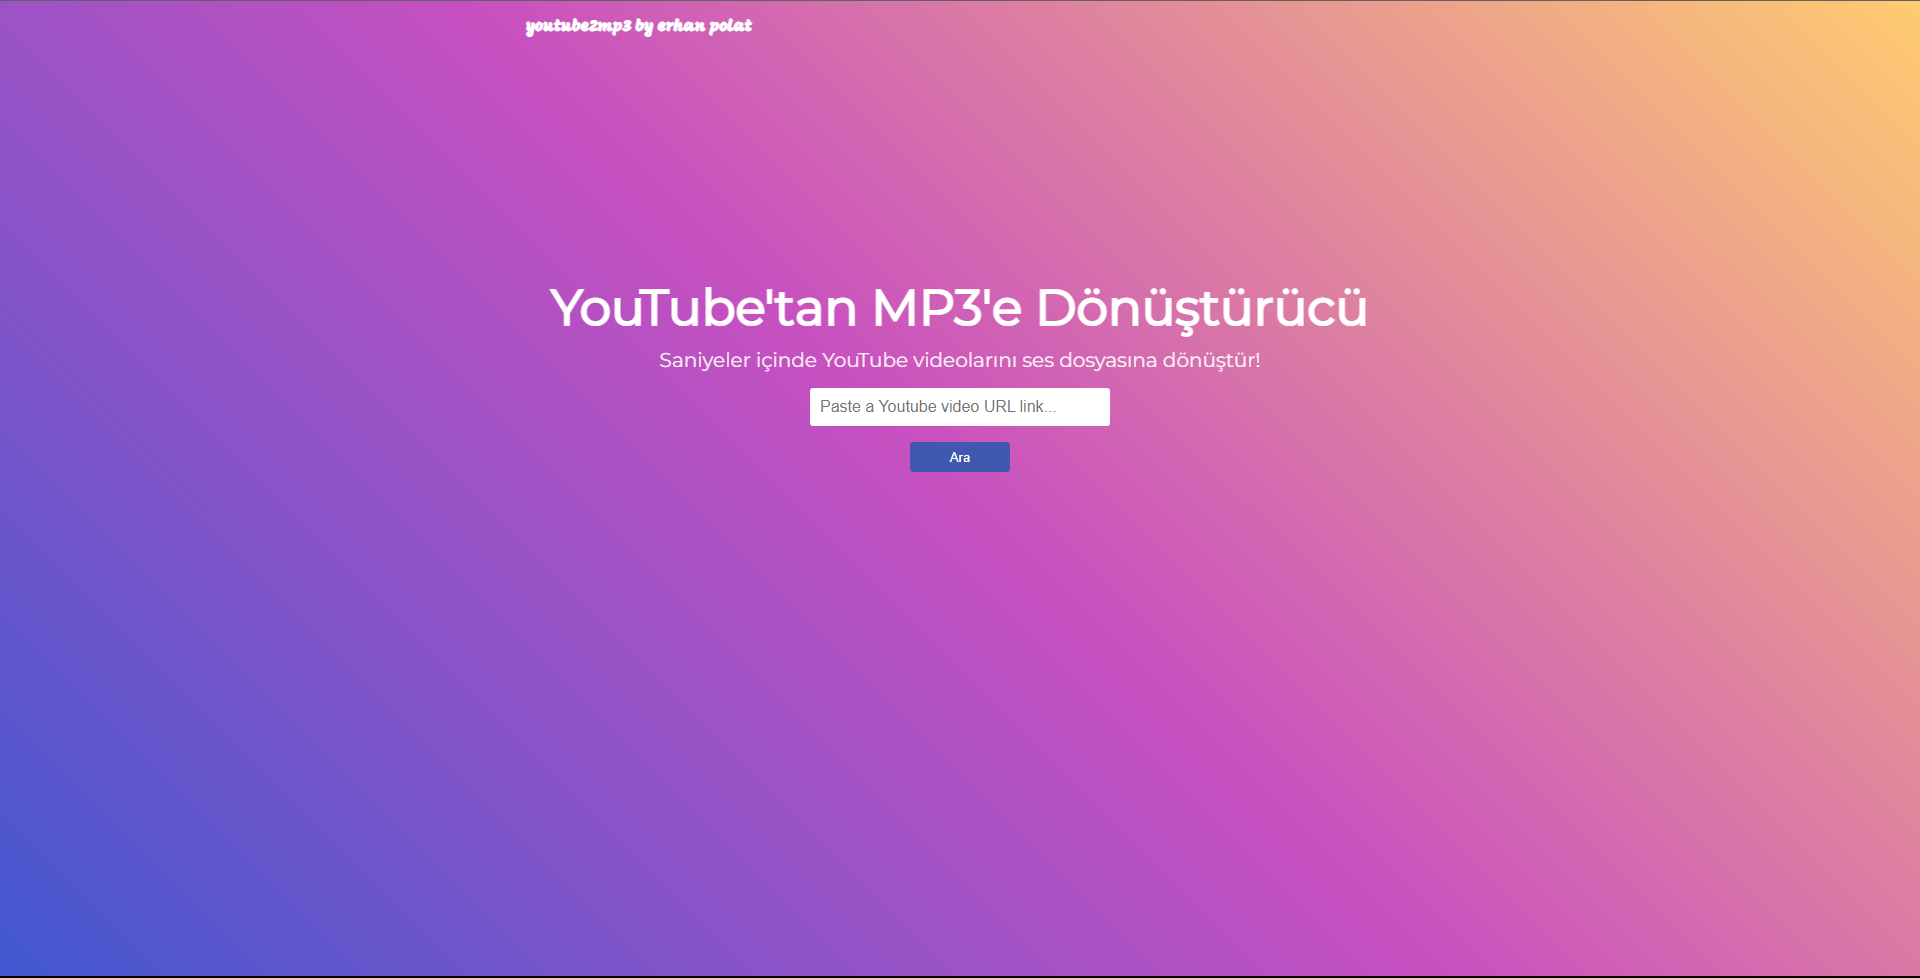 youtube2mp3 by erhan polat
YouTube'tan MP3'e Dönüştürücü
Saniyeler içinde YouTube videolarını ses dosyasına dönüştür!
Paste a Youtube video URL link...
Ara